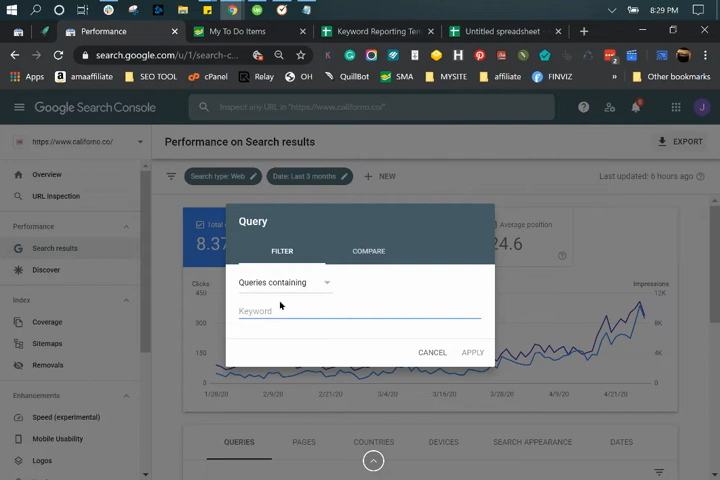 8:29 PM
Performance
My To Do Items
Keyword Reporting Tem
Untitled spreadsheet
search.google.com/u/1/search-c...
Apps
amaaffiliate
SEO TOOL
cPanel
Relay
OH
QuillBot
SMA
MYSITE
affiliate
FINVIZ
Other bookmarks
Google Search Console
Inspect any URL in "https://www.californo.co/"
J
https://www.californo.co/
Performance on Search results
EXPORT
Overview
Search type: Web
Date: Last 3 months
NEW
Last updated: 6 hours ago
URL inspection
Performance
Search results
Discover
Index
Coverage
Sitemaps
Removals
Enhancements
Speed (experimental)
Mobile Usability
Logos
Total c
8.37
Average position
24.6
Query
FILTER
COMPARE
Queries containing
Keyword
CANCEL
APPLY
Clicks
Impressions
450
300
150
0
12K
8K
4K
0
1/28/20
2/9/20
2/21/20
3/4/20
3/16/20
3/28/20
4/9/20
4/21/20
QUERIES
PAGES
COUNTRIES
DEVICES
SEARCH APPEARANCE
DATES